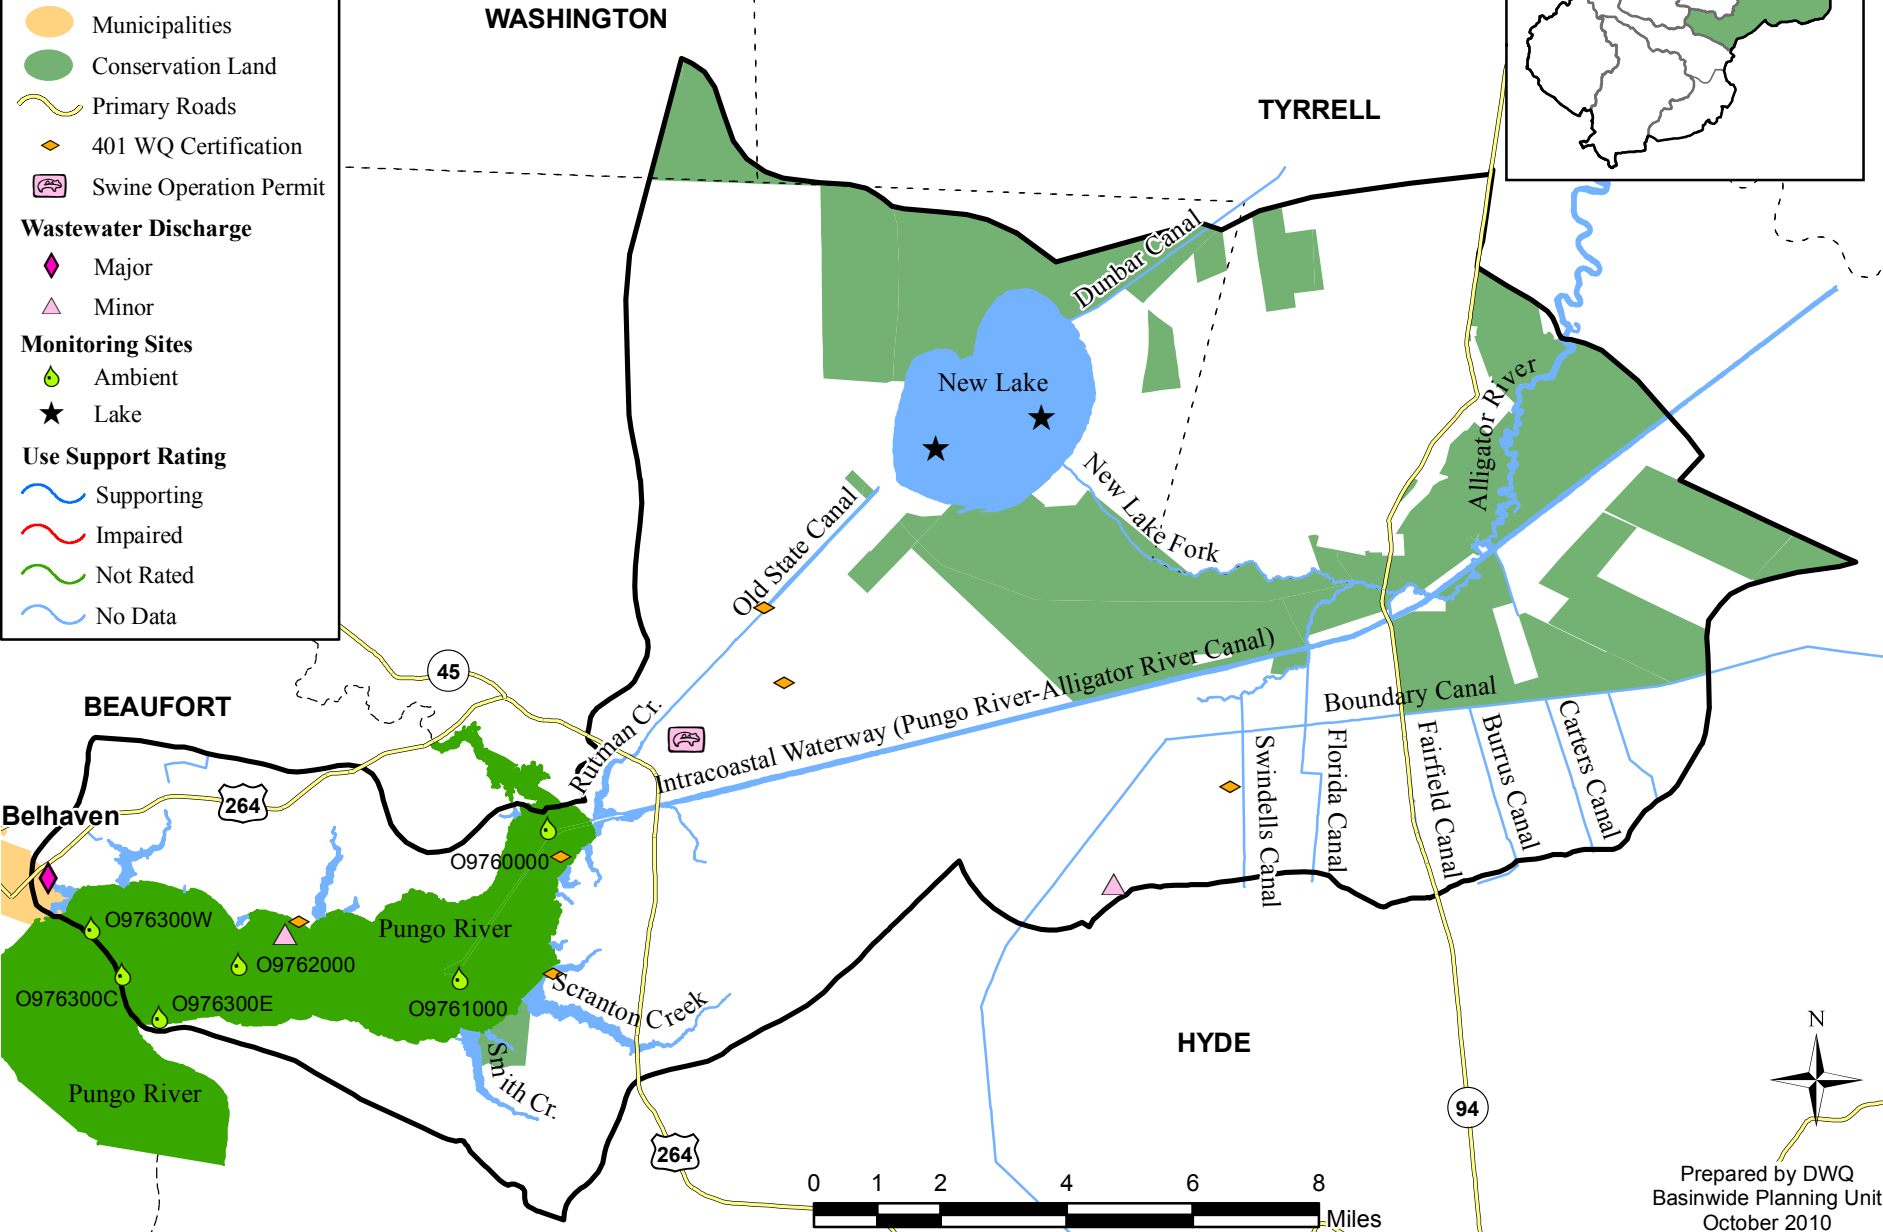 Municipalities
Conservation Land
Primary Roads
401 WQ Certification
Swine Operation Permit
Wastewater Discharge
Major
Minor
Monitoring Sites
Ambient
Lake
Use Support Rating
Supporting
Impaired
Not Rated
No Data
WASHINGTON
TYRRELL
Dunbar Canal
New Lake
Alligator River
New Lake Fork
Old State Canal
45
BEAUFORT
Rutman Cr.
Intracoastal Waterway (Pungo River-Alligator River Canal)
Boundary Canal
Swindells Canal
Florida Canal
Fairfield Canal
Burrus Canal
Carters Canal
264
Belhaven
O9760000
O976300W
Pungo River
O9762000
O976300C
O976300E
O9761000
Scranton Creek
Smith Cr.
Pungo River
HYDE
94
264
N
0 1 2 4 6 8
Miles
Prepared by DWQ
Basinwide Planning Unit
October 2010